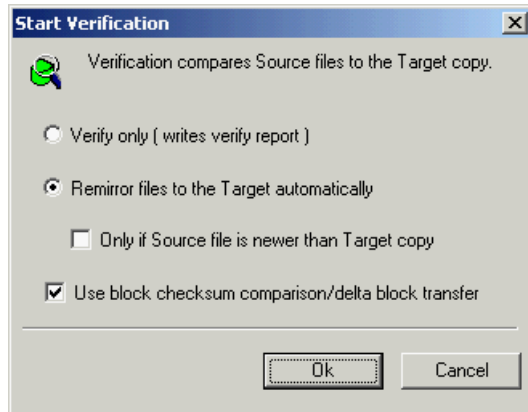 Start Verification
Verification compares Source files to the Target copy.
Verify only ( writes verify report )
Remirror files to the Target automatically
Only if Source file is newer than Target copy
Use block checksum comparison/delta block transfer
Ok
Cancel